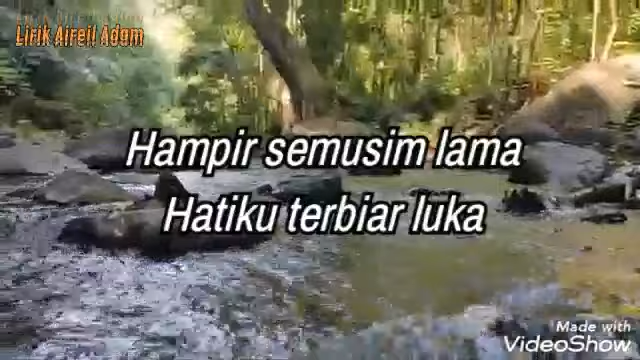 Lirik Aireil Adam
Hampir semusim lama
Hatiku terbiar luka
Made with
VideoShow